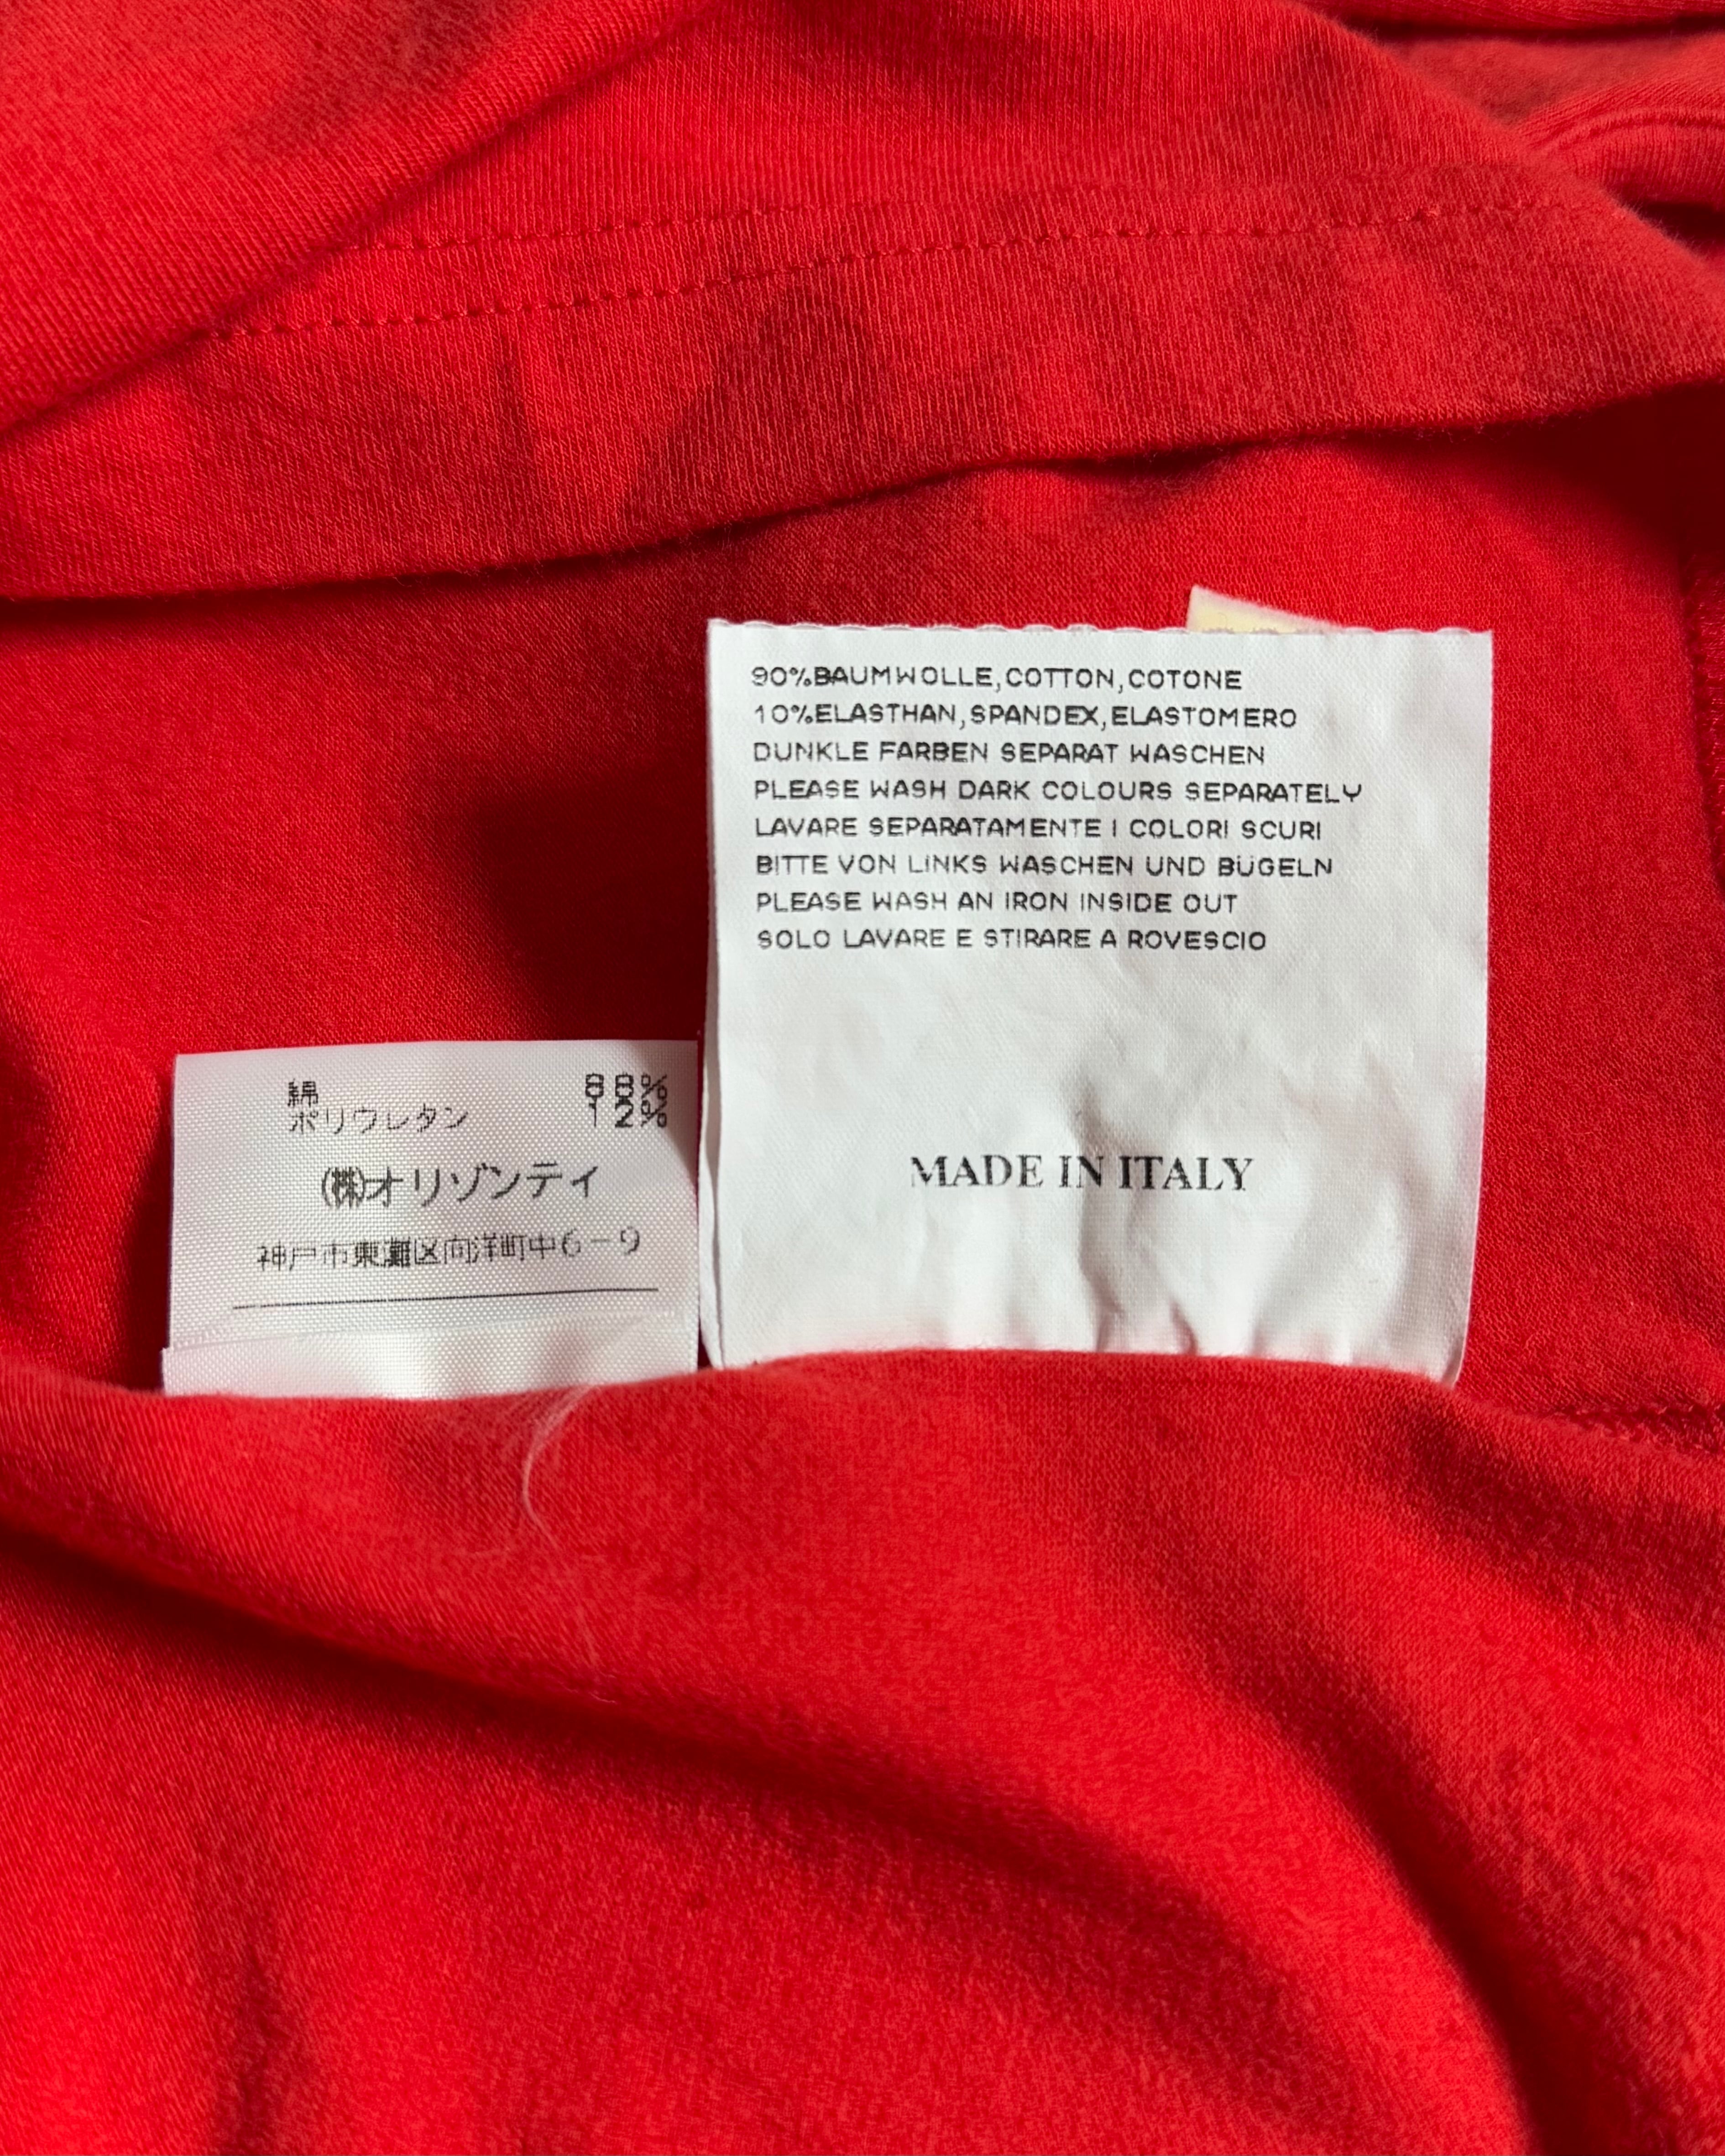 90%BAUMWOLLE,COTTON,COTONE
10%ELASTHAN,SPANDEX,ELASTOMERO
DUNKLE FARBEN SEPARAT WASCHEN
PLEASE WASH DARK COLOURS SEPARATELY
LAVARE SEPARATAMENTE I COLORI SCURI
BITTE VON LINKS WASCHEN UND BÜGELN
PLEASE WASH AN IRON INSIDE OUT
SOLO LAVARE E STIRARE A ROVESCIO
MADE IN ITALY
綿 88%
ポリウレタン 12%
(株)オリゾンティ
神戸市東灘区向洋町中6-9